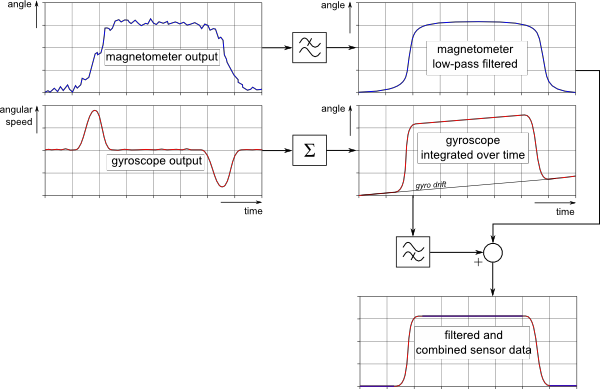 angle
magnetometer output
angle
magnetometer
low-pass filtered
angular
speed
gyroscope output
time
Σ
angle
gyroscope
integrated over time
gyro drift
time
+
filtered and
combined sensor data